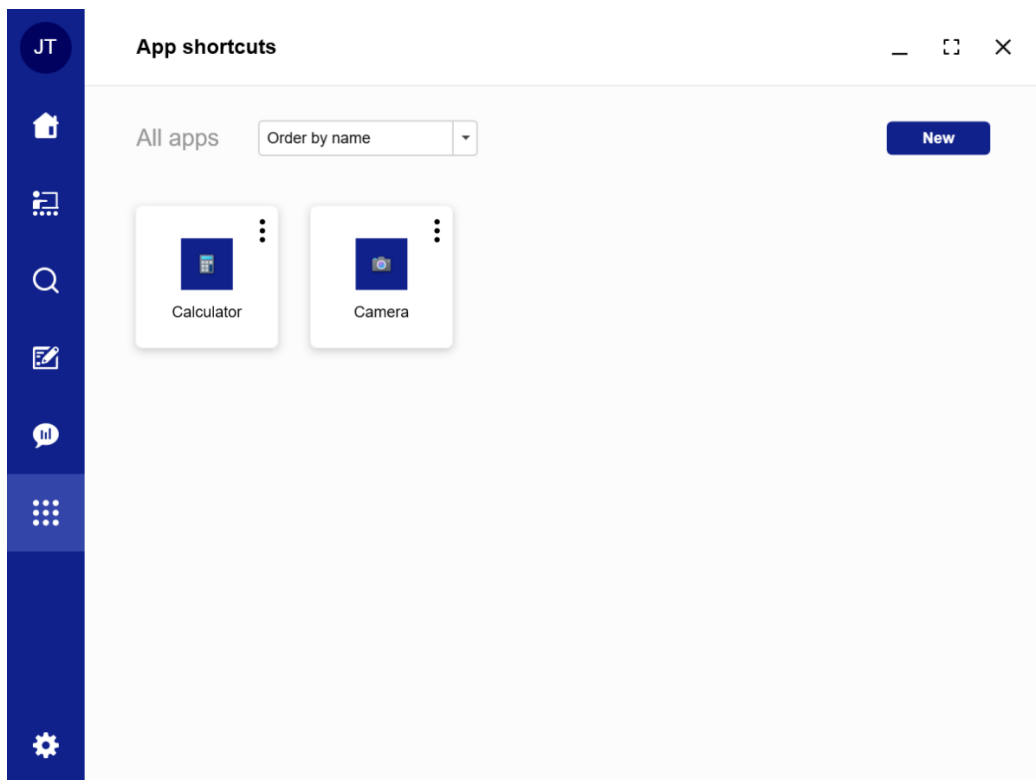 JT
App shortcuts
All apps
Order by name
New
Calculator
Camera